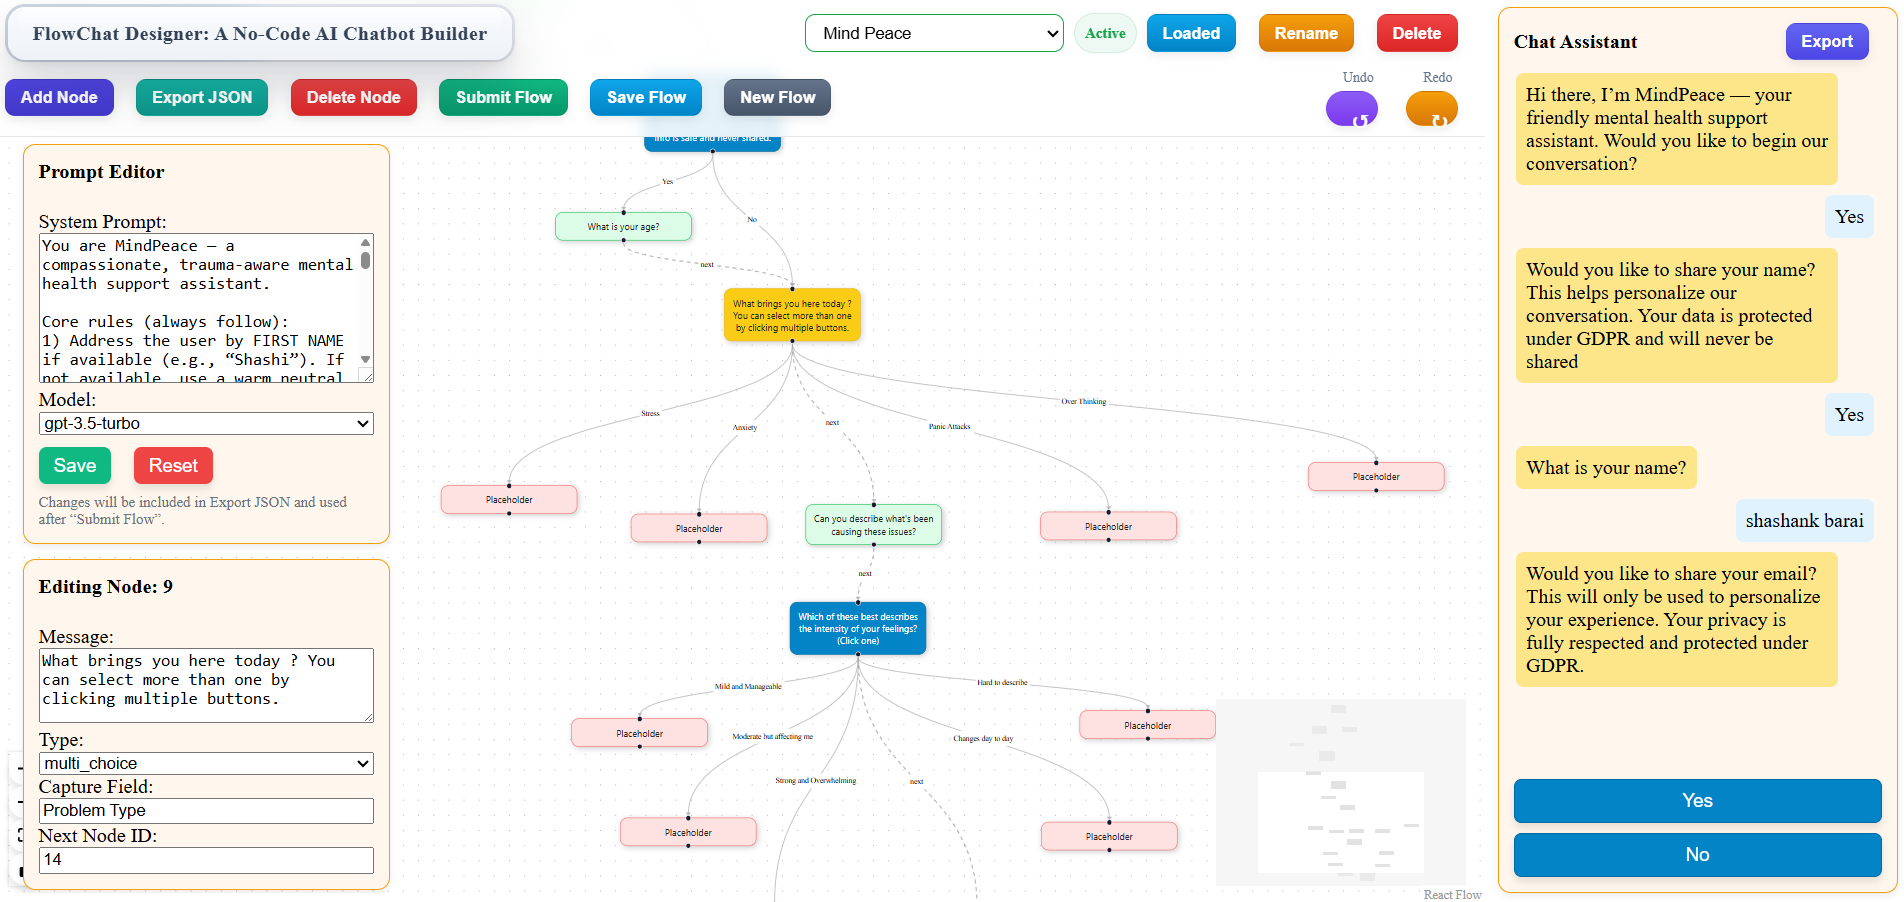 FlowChat Designer: A No-Code AI Chatbot Builder
Mind Peace
Active
Loaded
Rename
Delete
Add Node
Export JSON
Delete Node
Submit Flow
Save Flow
New Flow
Undo
Redo
Prompt Editor
System Prompt:
You are MindPeace — a
compassionate, trauma-aware mental
health support assistant.
Core rules (always follow):
1) Address the user by FIRST NAME
if available (e.g., “Shashi”). If
not available, use a warm neutral
Model:
gpt-3.5-turbo
Save
Reset
Changes will be included in Export JSON and used
after “Submit Flow”.
Editing Node: 9
Message:
What brings you here today ? You
can select more than one by
clicking multiple buttons.
Type:
multi_choice
Capture Field:
Problem Type
Next Node ID:
14
info is safe and never shared.
Yes
No
What is your age?
next
What brings you here today ?
You can select more than one
by clicking multiple buttons.
Stress
Anxiety
next
Panic Attacks
Over Thinking
Placeholder
Placeholder
Can you describe what's been
causing these issues?
Placeholder
Placeholder
next
Which of these best describes
the intensity of your feelings?
(Click one)
Mild and Manageable
Moderate but affecting me
Strong and Overwhelming
next
Changes day to day
Hard to describe
Placeholder
Placeholder
Placeholder
Placeholder
React Flow
Chat Assistant
Export
Hi there, I’m MindPeace — your
friendly mental health support
assistant. Would you like to begin our
conversation?
Yes
Would you like to share your name?
This helps personalize our
conversation. Your data is protected
under GDPR and will never be
shared
Yes
What is your name?
shashank barai
Would you like to share your email?
This will only be used to personalize
your experience. Your privacy is
fully respected and protected under
GDPR.
Yes
No